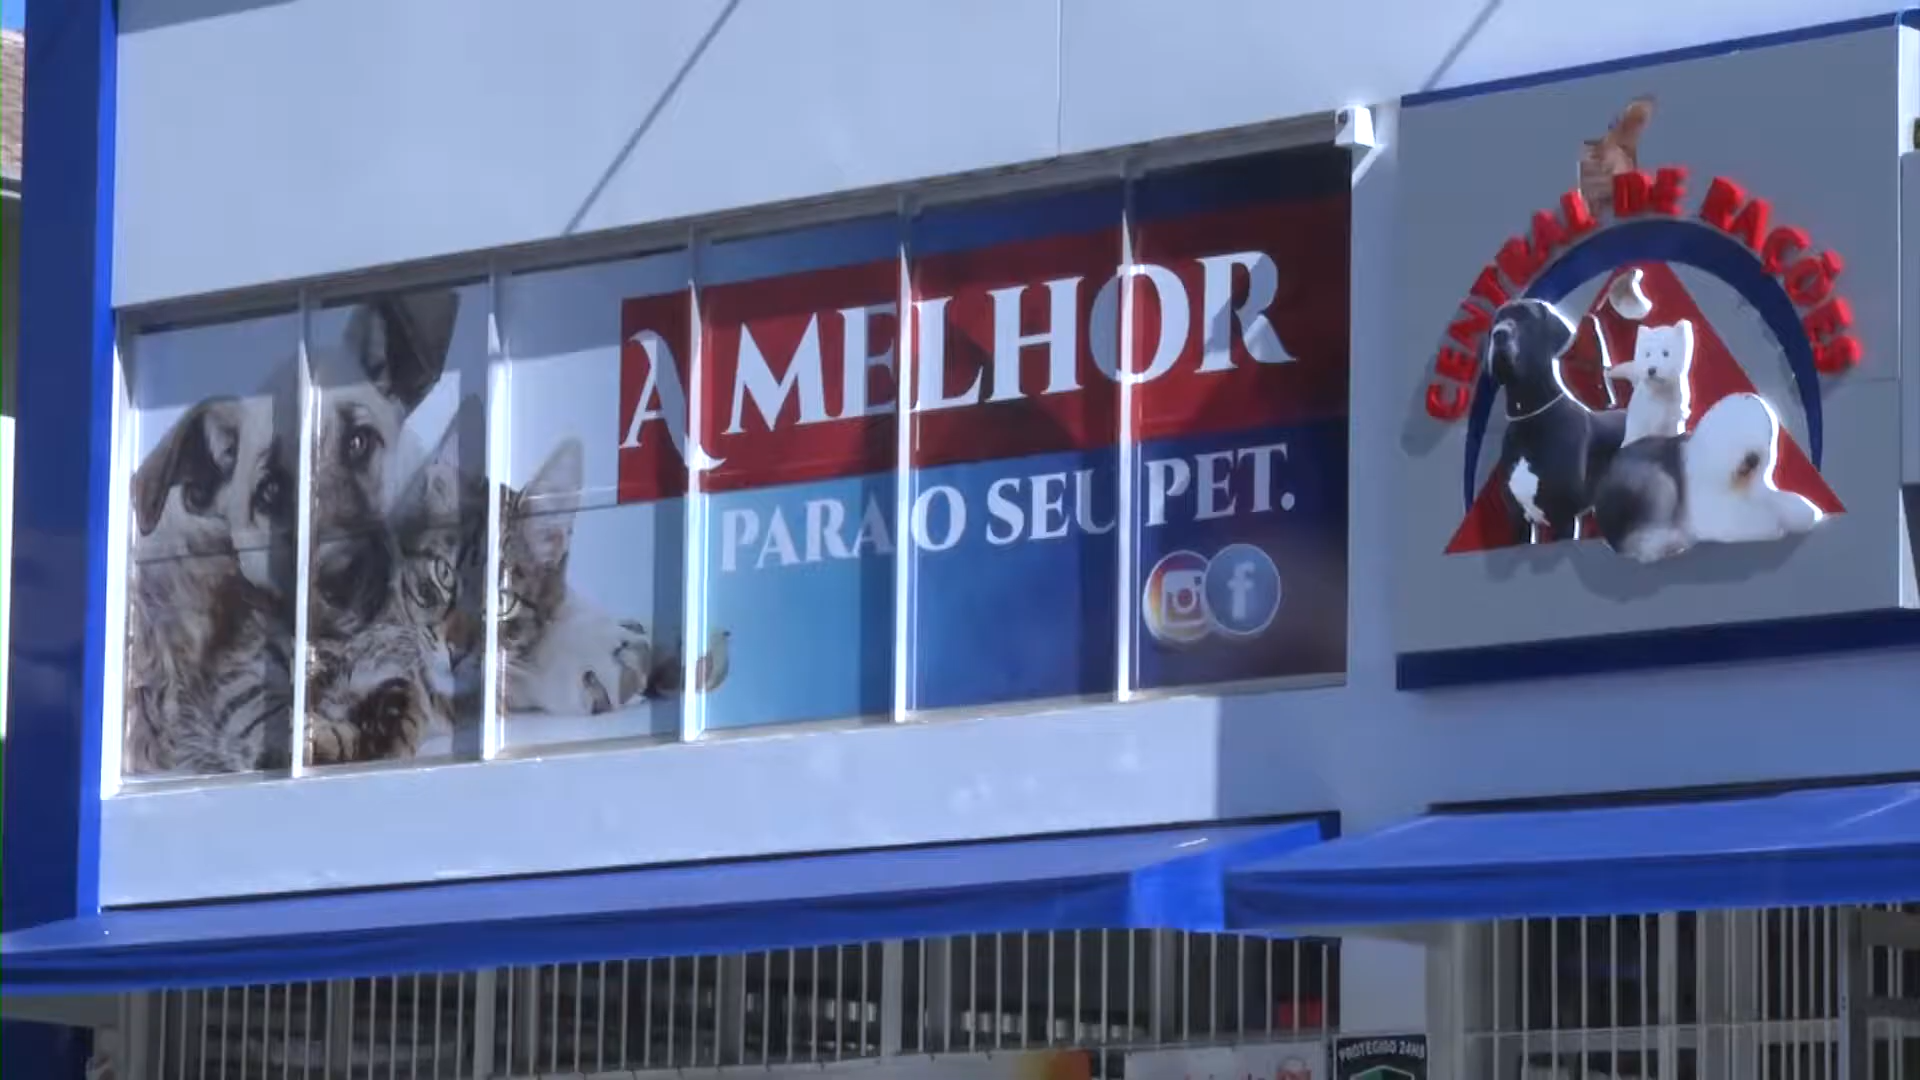 A MELHOR
PARA O SEU PET.
CENTRAL DE RAÇÕES
PROTEGIDO 24HS